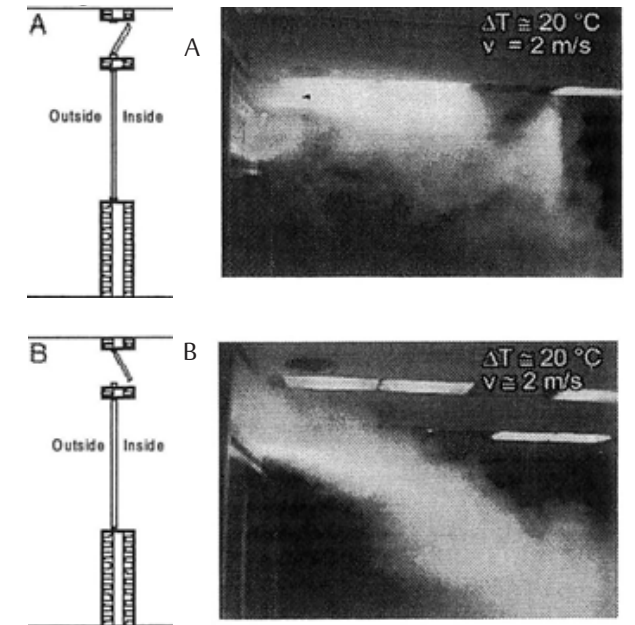 A
Outside Inside
A
ΔT ≅ 20 °C
v = 2 m/s
B
Outside Inside
B
ΔT ≅ 20 °C
v ≅ 2 m/s